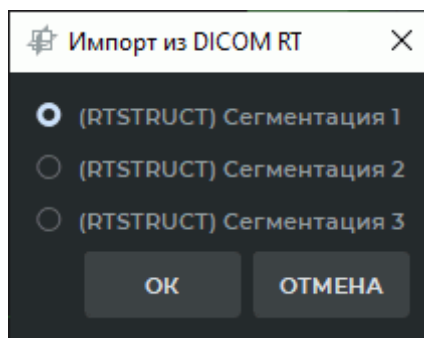 Импорт из DICOM RT
(RTSTRUCT) Сегментация 1
(RTSTRUCT) Сегментация 2
(RTSTRUCT) Сегментация 3
ОК ОТМЕНА